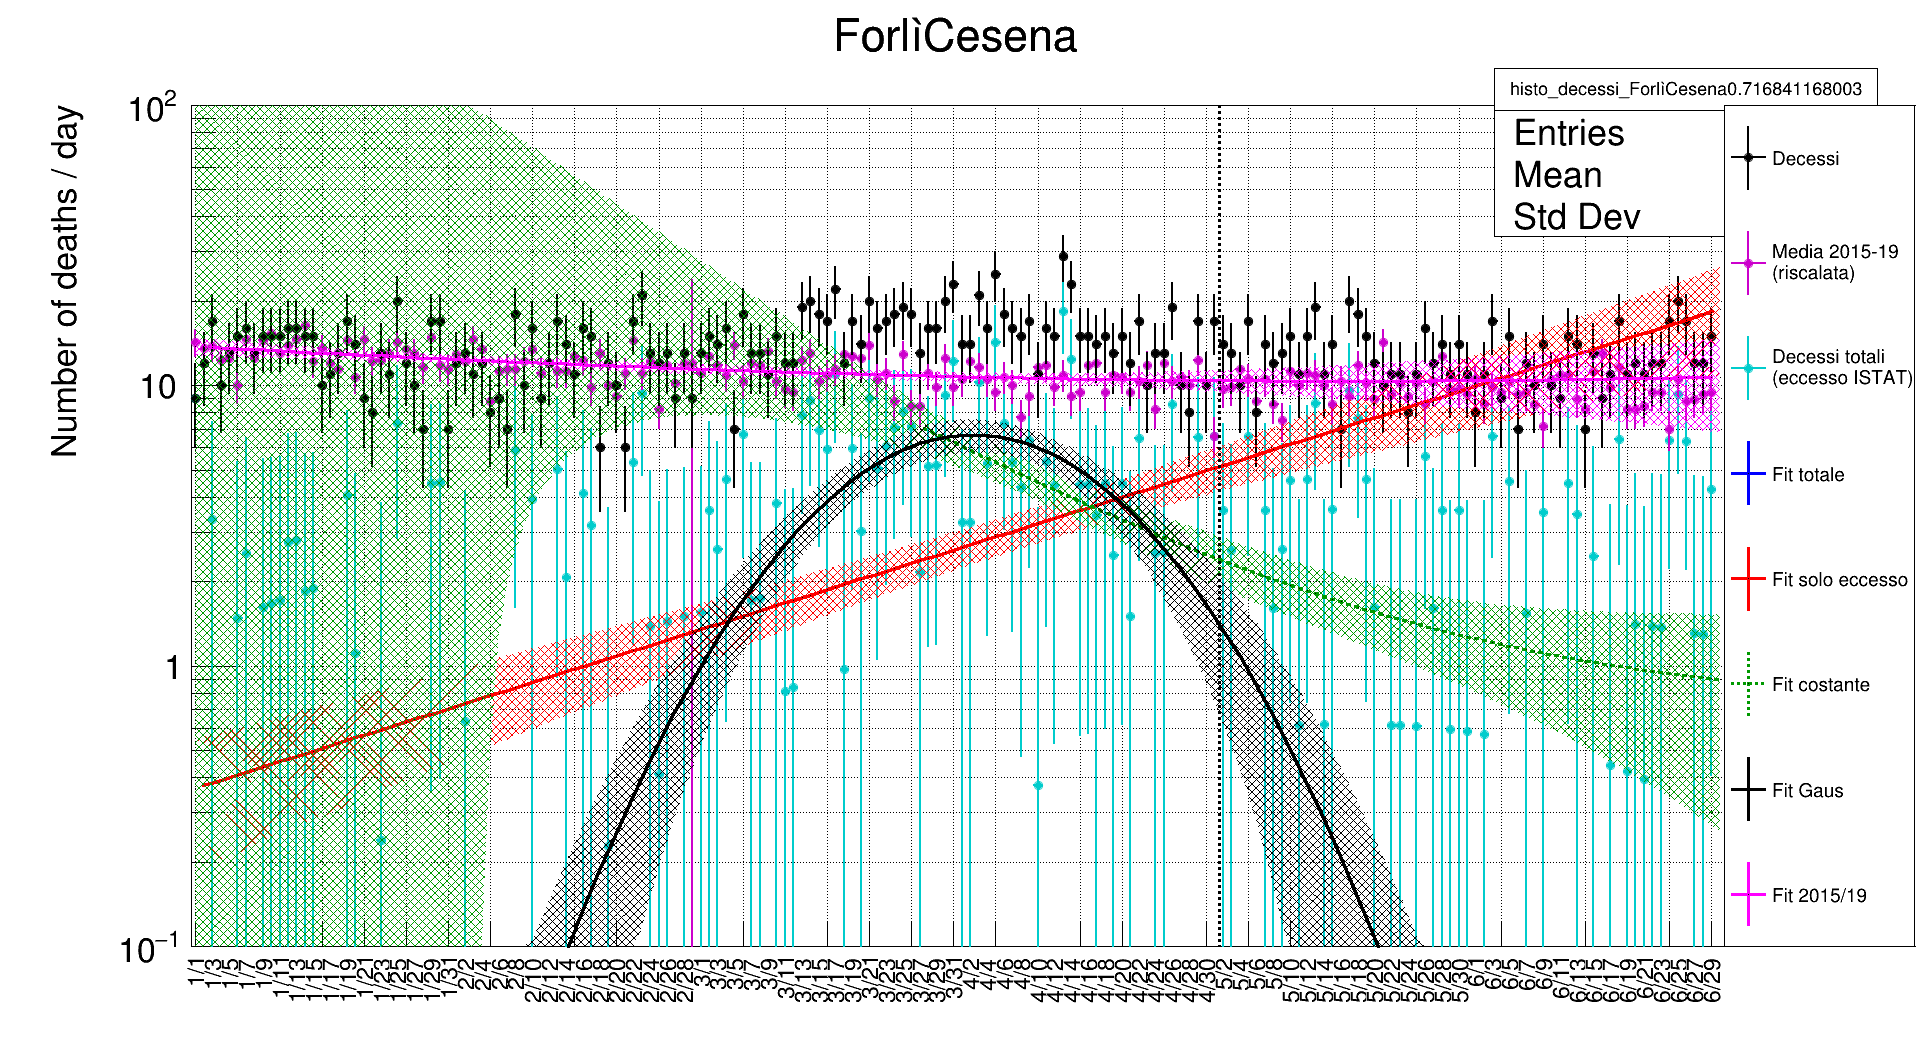 ForlìCesena
histo_decessi_ForlìCesena0.716841168003
Entries
Mean
Std Dev
Number of deaths / day
10²
10
1
10⁻¹
Decessi
Media 2015-19
(riscalata)
Decessi totali
(eccesso ISTAT)
Fit totale
Fit solo eccesso
Fit costante
Fit Gaus
Fit 2015/19
1/1 1/3 1/5 1/7 1/9 1/11 1/13 1/15 1/17 1/19 1/21 1/23 1/25 1/27 1/29 1/31 2/2 2/4 2/6 2/8 2/10 2/12 2/14 2/16 2/18 2/20 2/22 2/24 2/26 2/28 3/1 3/3 3/5 3/7 3/9 3/11 3/13 3/15 3/17 3/19 3/21 3/23 3/25 3/27 3/29 3/31 4/2 4/4 4/6 4/8 4/10 4/12 4/14 4/16 4/18 4/20 4/22 4/24 4/26 4/28 4/30 5/2 5/4 5/6 5/8 5/10 5/12 5/14 5/16 5/18 5/20 5/22 5/24 5/26 5/28 5/30 6/1 6/3 6/5 6/7 6/9 6/11 6/13 6/15 6/17 6/19 6/21 6/23 6/25 6/27 6/29